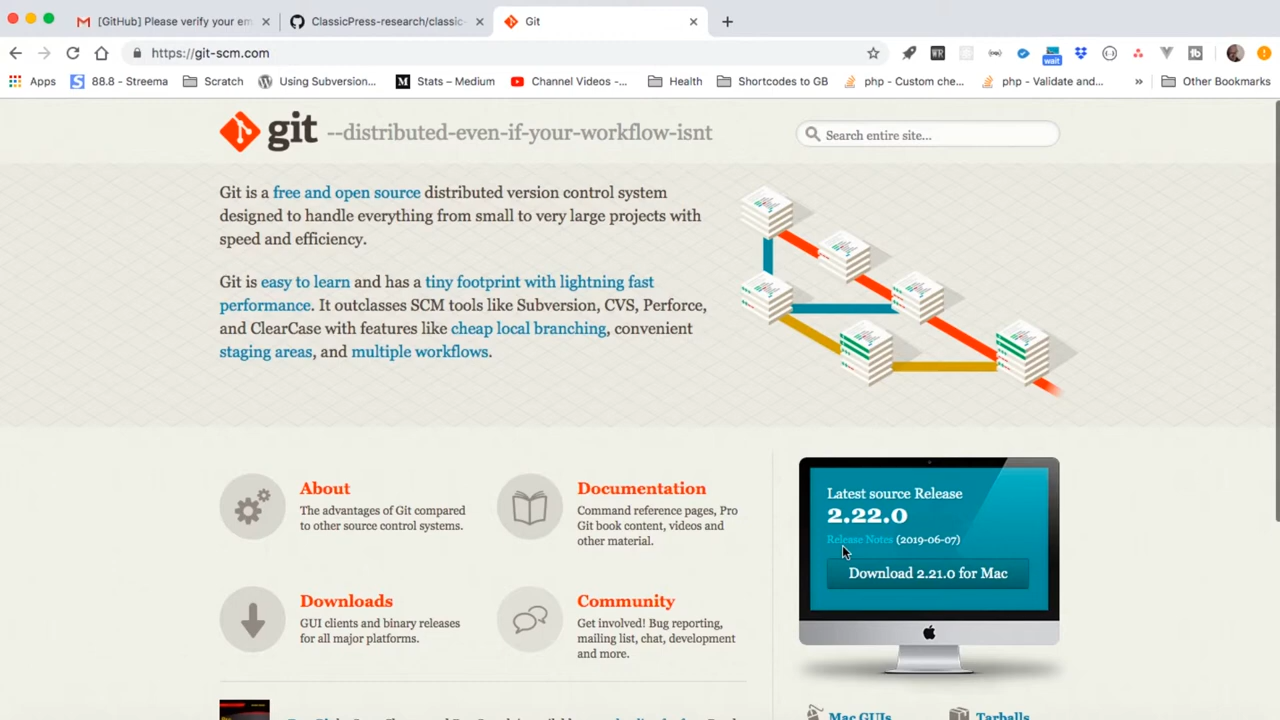 [GitHub] Please verify your em
ClassicPress-research/classic-
Git
https://git-scm.com
wait
Apps
88.8 - Streema
Scratch
Using Subversion...
Stats – Medium
Channel Videos -...
Health
Shortcodes to GB
php - Custom che...
php - Validate and...
»
Other Bookmarks
git --distributed-even-if-your-workflow-isnt
Search entire site...
Git is a free and open source distributed version control system
designed to handle everything from small to very large projects with
speed and efficiency.
Git is easy to learn and has a tiny footprint with lightning fast
performance. It outclasses SCM tools like Subversion, CVS, Perforce,
and ClearCase with features like cheap local branching, convenient
staging areas, and multiple workflows.
About
The advantages of Git compared
to other source control systems.
Documentation
Command reference pages, Pro
Git book content, videos and
other material.
Downloads
GUI clients and binary releases
for all major platforms.
Community
Get involved! Bug reporting,
mailing list, chat, development
and more.
Latest source Release
2.22.0
Release Notes (2019-06-07)
Download 2.21.0 for Mac
Mac GUIs
Tarballs